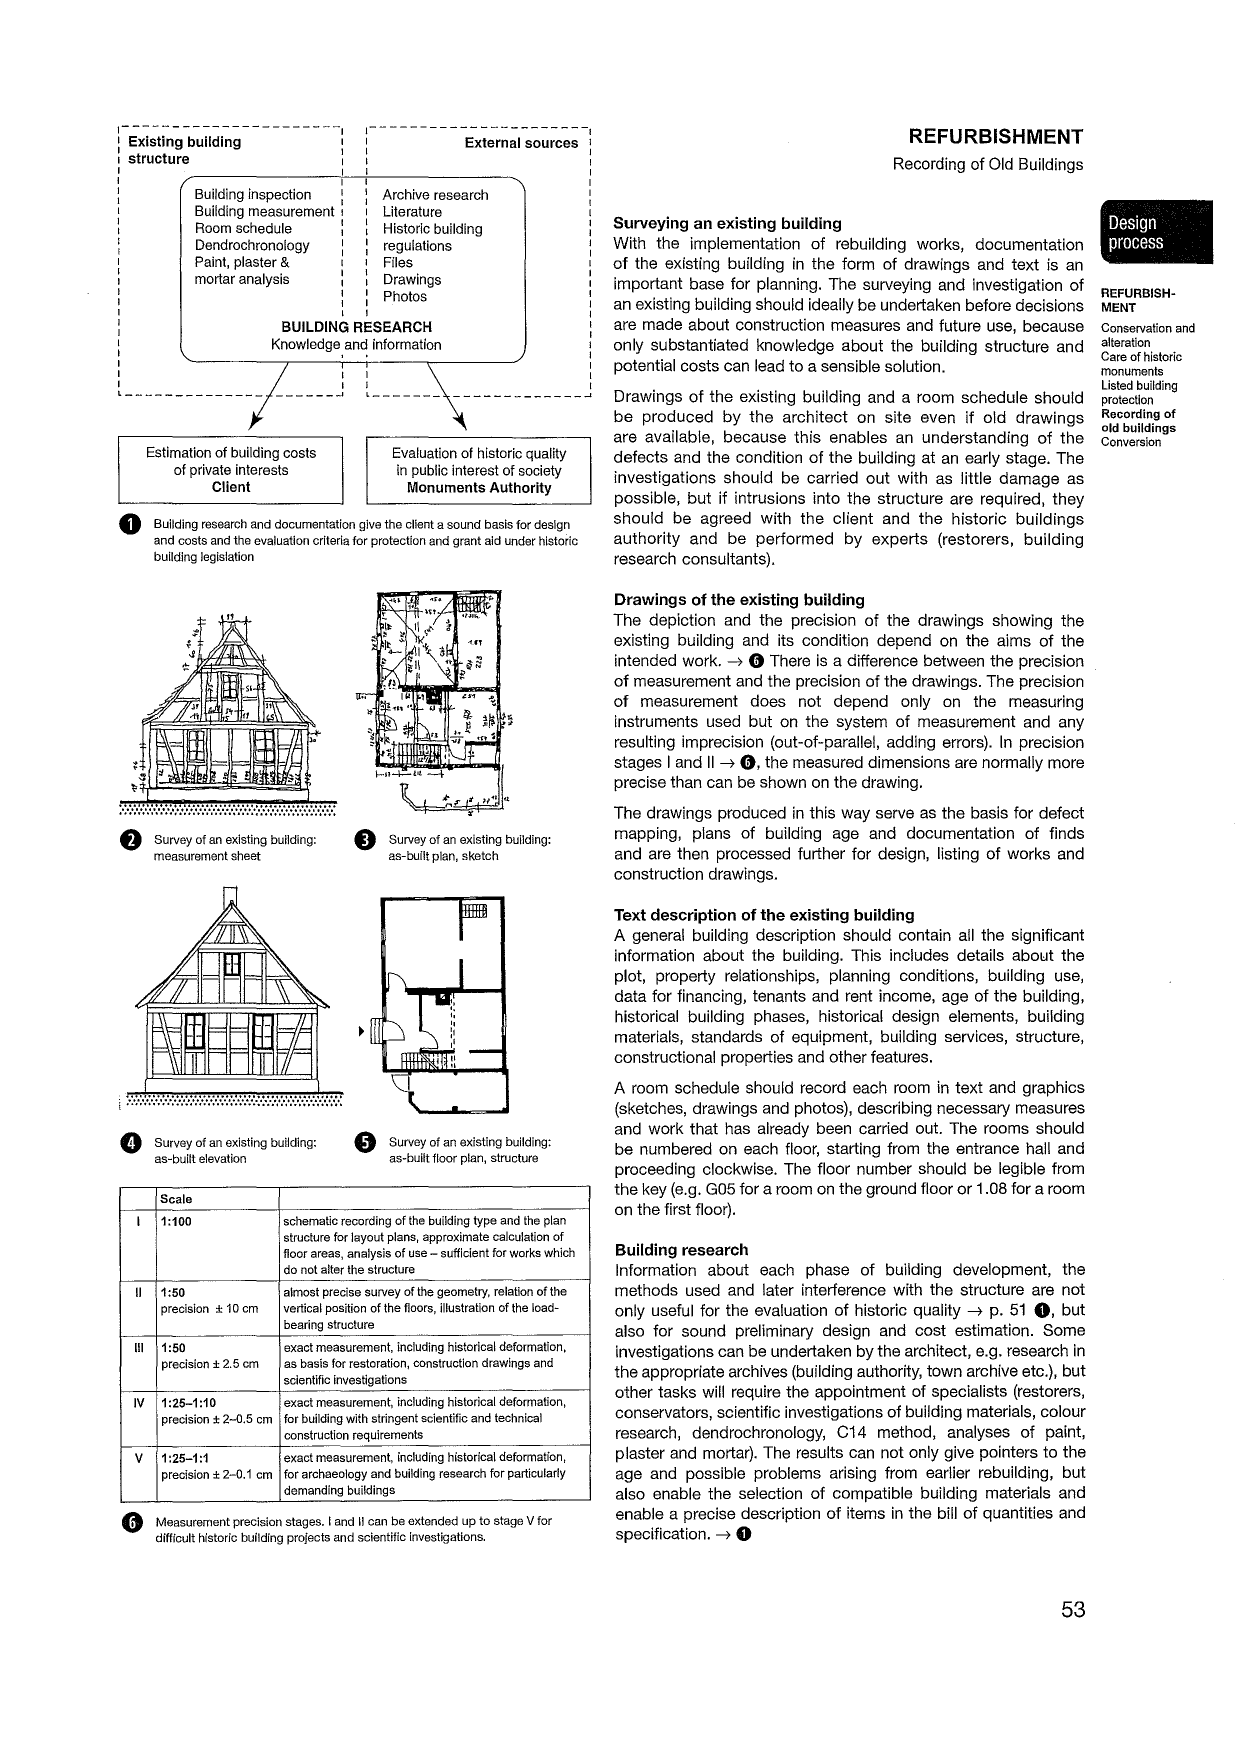 Existing building
structure
External sources
Building inspection
Building measurement
Room schedule
Dendrochronology
Paint, plaster &
mortar analysis
Archive research
Literature
Historic building
regulations
Files
Drawings
Photos
BUILDING RESEARCH
Knowledge and information
Estimation of building costs
of private interests
Client
Evaluation of historic quality
in public interest of society
Monuments Authority
1 Building research and documentation give the client a sound basis for design
and costs and the evaluation criteria for protection and grant aid under historic
building legislation
2 Survey of an existing building:
measurement sheet
3 Survey of an existing building:
as-built plan, sketch
4 Survey of an existing building:
as-built elevation
5 Survey of an existing building:
as-built floor plan, structure
Scale
I 1:100 schematic recording of the building type and the plan
structure for layout plans, approximate calculation of
floor areas, analysis of use – sufficient for works which
do not alter the structure
II 1:50 almost precise survey of the geometry, relation of the
precision ± 10 cm vertical position of the floors, illustration of the load-
bearing structure
III 1:50 exact measurement, including historical deformation,
precision ± 2.5 cm as basis for restoration, construction drawings and
scientific investigations
IV 1:25–1:10 exact measurement, including historical deformation,
precision ± 2–0.5 cm for building with stringent scientific and technical
construction requirements
V 1:25–1:1 exact measurement, including historical deformation,
precision ± 2–0.1 cm for archaeology and building research for particularly
demanding buildings
6 Measurement precision stages. I and II can be extended up to stage V for
difficult historic building projects and scientific investigations.
REFURBISHMENT
Recording of Old Buildings
Surveying an existing building
With the implementation of rebuilding works, documentation
of the existing building in the form of drawings and text is an
important base for planning. The surveying and investigation of
an existing building should ideally be undertaken before decisions
are made about construction measures and future use, because
only substantiated knowledge about the building structure and
potential costs can lead to a sensible solution.
Drawings of the existing building and a room schedule should
be produced by the architect on site even if old drawings
are available, because this enables an understanding of the
defects and the condition of the building at an early stage. The
investigations should be carried out with as little damage as
possible, but if intrusions into the structure are required, they
should be agreed with the client and the historic buildings
authority and be performed by experts (restorers, building
research consultants).
Drawings of the existing building
The depiction and the precision of the drawings showing the
existing building and its condition depend on the aims of the
intended work. → 6 There is a difference between the precision
of measurement and the precision of the drawings. The precision
of measurement does not depend only on the measuring
instruments used but on the system of measurement and any
resulting imprecision (out-of-parallel, adding errors). In precision
stages I and II → 6, the measured dimensions are normally more
precise than can be shown on the drawing.
The drawings produced in this way serve as the basis for defect
mapping, plans of building age and documentation of finds
and are then processed further for design, listing of works and
construction drawings.
Text description of the existing building
A general building description should contain all the significant
information about the building. This includes details about the
plot, property relationships, planning conditions, building use,
data for financing, tenants and rent income, age of the building,
historical building phases, historical design elements, building
materials, standards of equipment, building services, structure,
constructional properties and other features.
A room schedule should record each room in text and graphics
(sketches, drawings and photos), describing necessary measures
and work that has already been carried out. The rooms should
be numbered on each floor, starting from the entrance hall and
proceeding clockwise. The floor number should be legible from
the key (e.g. G05 for a room on the ground floor or 1.08 for a room
on the first floor).
Building research
Information about each phase of building development, the
methods used and later interference with the structure are not
only useful for the evaluation of historic quality → p. 51 1, but
also for sound preliminary design and cost estimation. Some
investigations can be undertaken by the architect, e.g. research in
the appropriate archives (building authority, town archive etc.), but
other tasks will require the appointment of specialists (restorers,
conservators, scientific investigations of building materials, colour
research, dendrochronology, C14 method, analyses of paint,
plaster and mortar). The results can not only give pointers to the
age and possible problems arising from earlier rebuilding, but
also enable the selection of compatible building materials and
enable a precise description of items in the bill of quantities and
specification. → 1
Design
process
REFURBISH-
MENT
Conservation and
alteration
Care of historic
monuments
Listed building
protection
Recording of
old buildings
Conversion
53